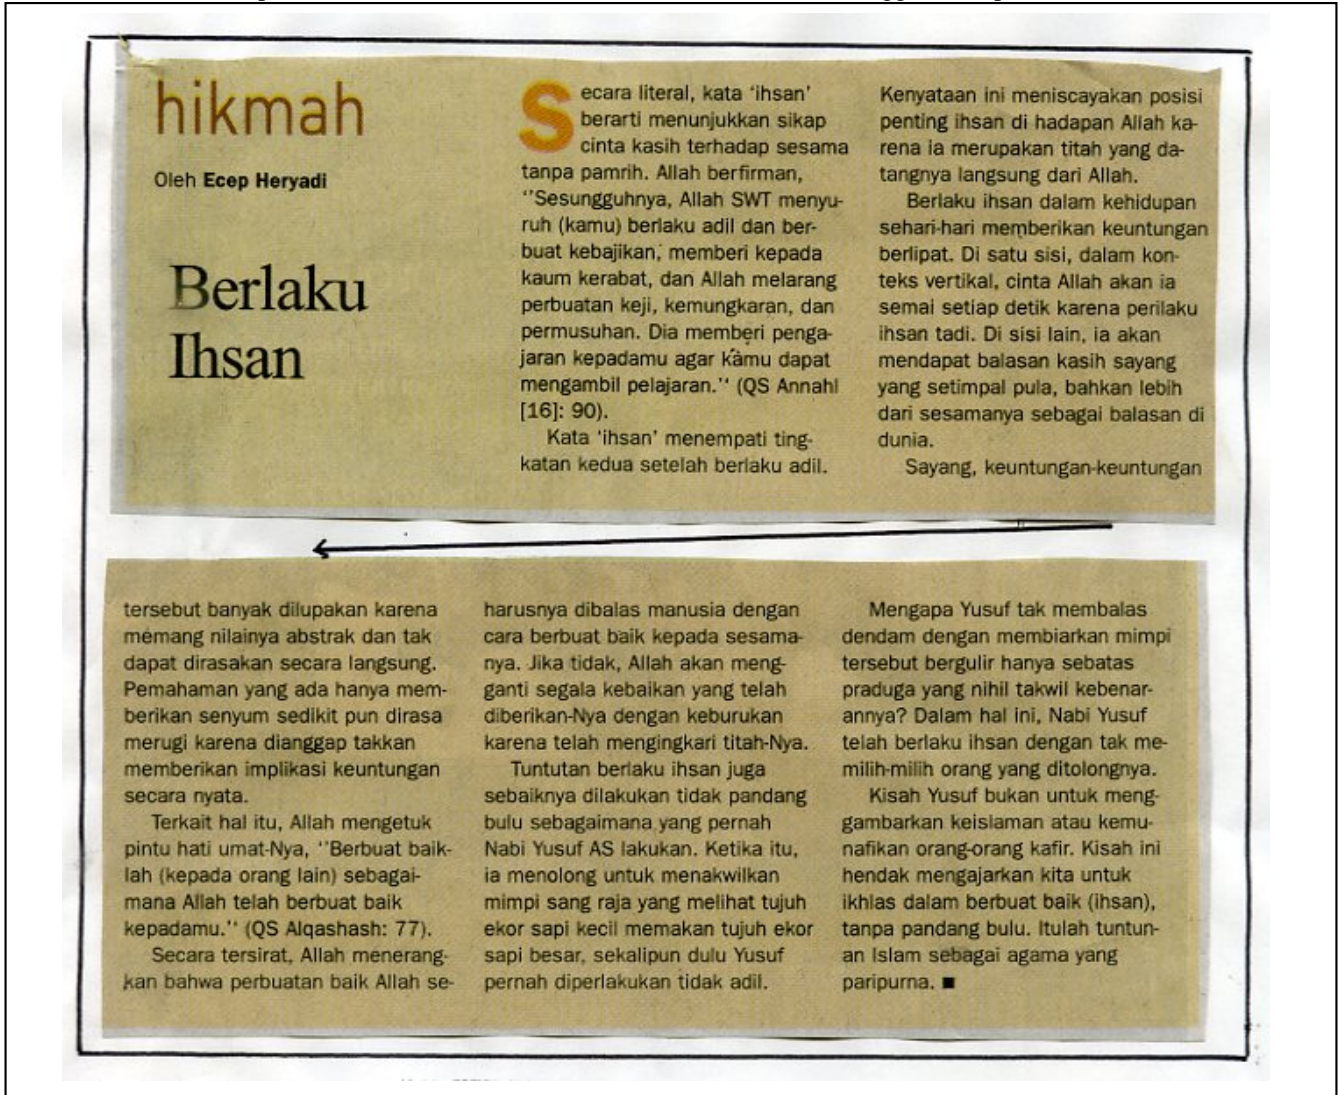 hikmah
Oleh Ecep Heryadi
Berlaku
Ihsan
Secara literal, kata ‘ihsan’
berarti menunjukkan sikap
cinta kasih terhadap sesama
tanpa pamrih. Allah berfirman,
‘’Sesungguhnya, Allah SWT menyu-
ruh (kamu) berlaku adil dan ber-
buat kebajikan, memberi kepada
kaum kerabat, dan Allah melarang
perbuatan keji, kemungkaran, dan
permusuhan. Dia memberi penga-
jaran kepadamu agar kamu dapat
mengambil pelajaran.’‘ (QS Annahl
[16]: 90).
Kata ‘ihsan’ menempati ting-
katan kedua setelah berlaku adil.
Kenyataan ini meniscayakan posisi
penting ihsan di hadapan Allah ka-
rena ia merupakan titah yang da-
tangnya langsung dari Allah.
Berlaku ihsan dalam kehidupan
sehari-hari memberikan keuntungan
berlipat. Di satu sisi, dalam kon-
teks vertikal, cinta Allah akan ia
semai setiap detik karena perilaku
ihsan tadi. Di sisi lain, ia akan
mendapat balasan kasih sayang
yang setimpal pula, bahkan lebih
dari sesamanya sebagai balasan di
dunia.
Sayang, keuntungan-keuntungan
tersebut banyak dilupakan karena
memang nilainya abstrak dan tak
dapat dirasakan secara langsung.
Pemahaman yang ada hanya mem-
berikan senyum sedikit pun dirasa
merugi karena dianggap takkan
memberikan implikasi keuntungan
secara nyata.
Terkait hal itu, Allah mengetuk
pintu hati umat-Nya, ‘’Berbuat baik-
lah (kepada orang lain) sebagai-
mana Allah telah berbuat baik
kepadamu.’‘ (QS Alqashash: 77).
Secara tersirat, Allah menerang-
kan bahwa perbuatan baik Allah se-
harusnya dibalas manusia dengan
cara berbuat baik kepada sesama-
nya. Jika tidak, Allah akan meng-
ganti segala kebaikan yang telah
diberikan-Nya dengan keburukan
karena telah mengingkari titah-Nya.
Tuntutan berlaku ihsan juga
sebaiknya dilakukan tidak pandang
bulu sebagaimana yang pernah
Nabi Yusuf AS lakukan. Ketika itu,
ia menolong untuk menakwilkan
mimpi sang raja yang melihat tujuh
ekor sapi kecil memakan tujuh ekor
sapi besar, sekalipun dulu Yusuf
pernah diperlakukan tidak adil.
Mengapa Yusuf tak membalas
dendam dengan membiarkan mimpi
tersebut bergulir hanya sebatas
praduga yang nihil takwil kebenar-
annya? Dalam hal ini, Nabi Yusuf
telah berlaku ihsan dengan tak me-
milih-milih orang yang ditolongnya.
Kisah Yusuf bukan untuk meng-
gambarkan keislaman atau kemu-
nafikan orang-orang kafir. Kisah ini
hendak mengajarkan kita untuk
ikhlas dalam berbuat baik (ihsan),
tanpa pandang bulu. Itulah tuntun-
an Islam sebagai agama yang
paripurna. ■